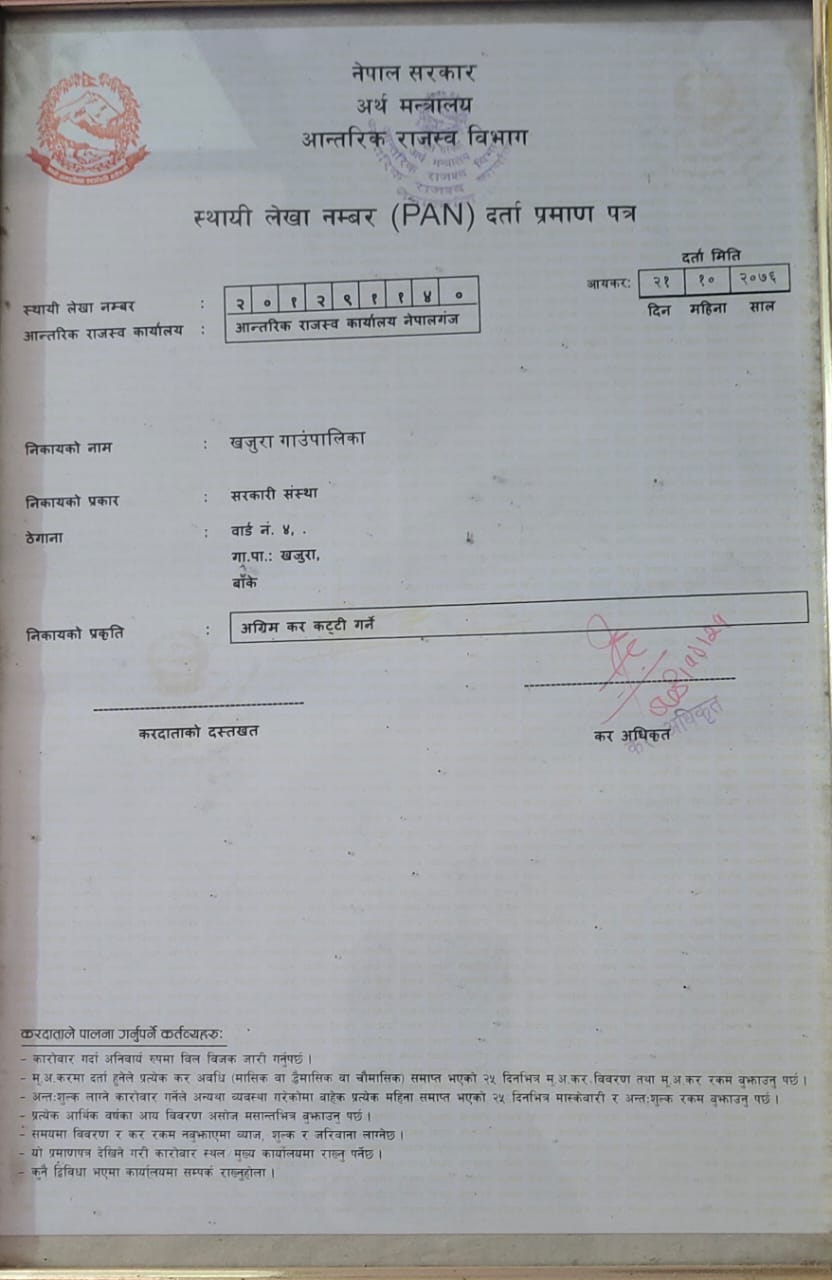 नेपाल सरकार
अर्थ मन्त्रालय
आन्तरिक राजस्व विभाग
स्थायी लेखा नम्बर (PAN) दर्ता प्रमाण पत्र
दर्ता मिति
आयकर: २१ १० २०७६
दिन महिना साल
स्थायी लेखा नम्बर : २ ० १ २ ९ १ १ ४ ०
आन्तरिक राजस्व कार्यालय : आन्तरिक राजस्व कार्यालय नेपालगंज
निकायको नाम : खजुरा गाउंपालिका
निकायको प्रकार : सरकारी संस्था
ठेगाना : वार्ड नं. ४, .
गा.पा.: खजुरा,
बाँके
निकायको प्रकृति : अग्रिम कर कट्टी गर्ने
करदाताको दस्तखत
कर अधिकृत
कर अधिकृत
करदाताले पालना गर्नुपर्ने कर्तव्यहरु:
- कारोवार गर्दा अनिवार्य रुपमा विल विजक जारी गर्नुपर्छ ।
- मू.अ.करमा दर्ता हुनेले प्रत्येक कर अवधि (मासिक वा द्वैमासिक वा चौमासिक) समाप्त भएको २५ दिनभित्र मू.अ.कर.विवरण तथा मू.अ.कर रकम वुझाउनु पर्छ ।
- अन्त:शुल्क लाग्ने कारोवार गर्नेले अन्यथा व्यवस्था गरेकोमा बाहेक प्रत्येक महिना समाप्त भएको २५ दिनभित्र मास्केवारी र अन्त:शुल्क रकम वुझाउनु पर्छ ।
- प्रत्येक आर्थिक वर्षका आय विवरण असोज मसान्तभित्र वुझाउनु पर्छ ।
- समयमा विवरण र कर रकम नवुझाएमा व्याज, शुल्क र जरिवाना लाग्नेछ ।
- यो प्रमाणपत्र देखिने गरी कारोवार स्थल/मुख्य कार्यालयमा राख्नु पर्नेछ ।
- कुनै द्विविधा भएमा कार्यालयमा सम्पर्क राख्नुहोला ।